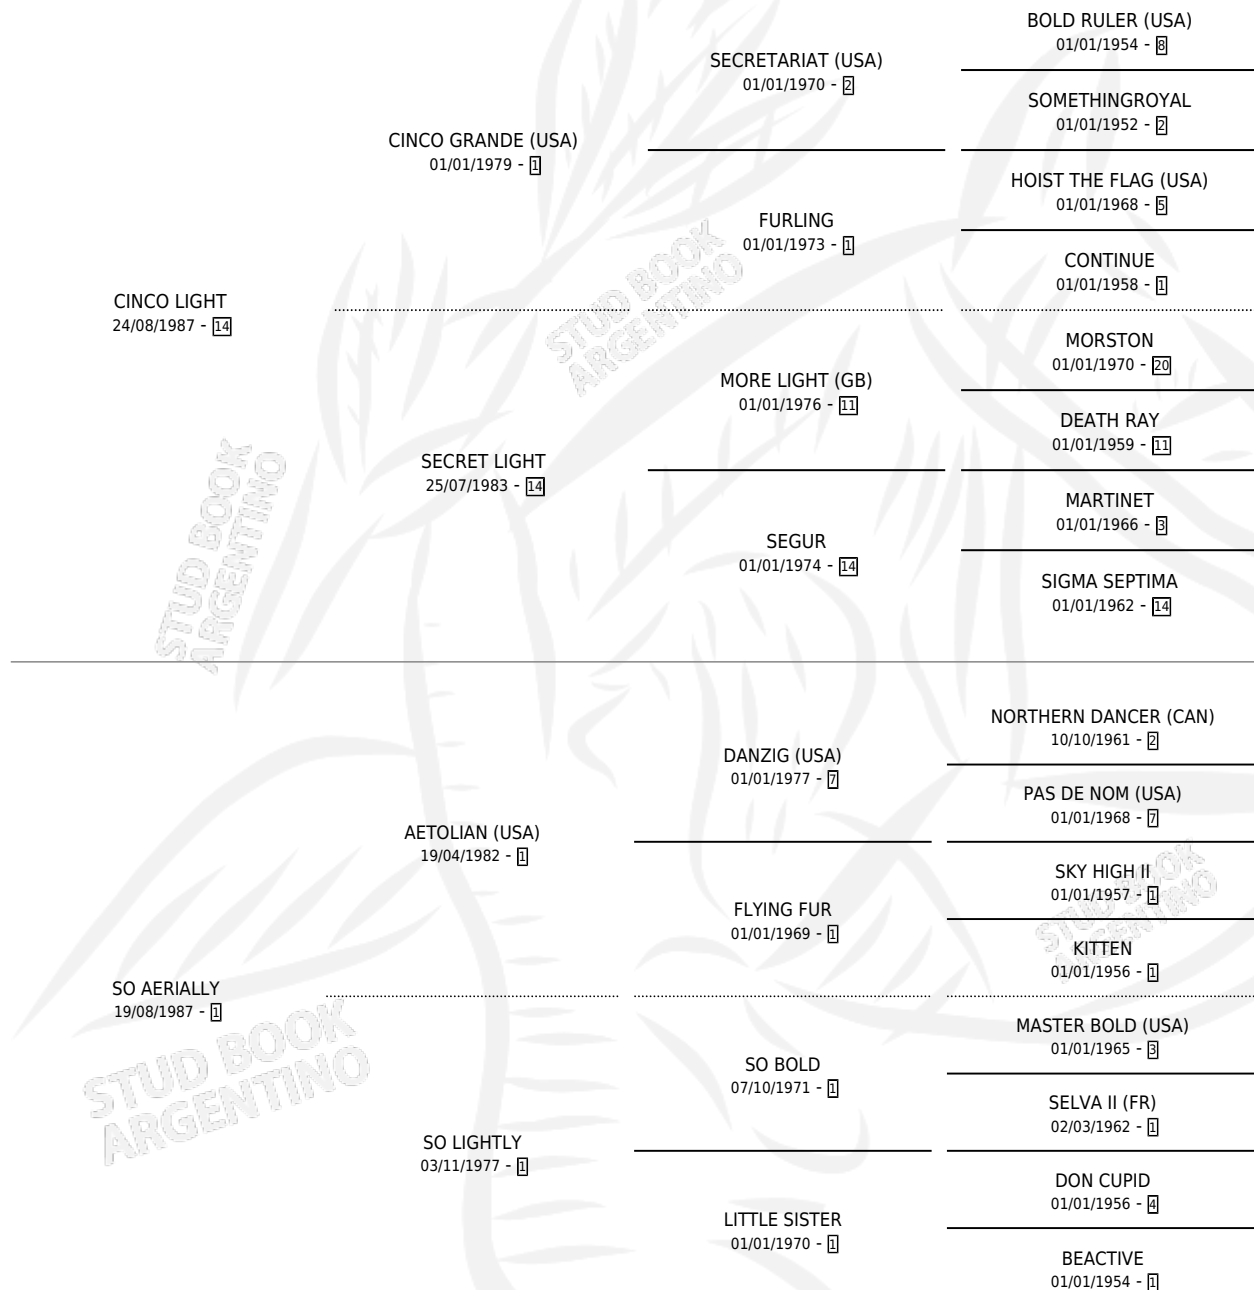 BOLD RULER (USA)
01/01/1954 - 8
SECRETARIAT (USA)
01/01/1970 - 2
SOMETHINGROYAL
01/01/1952 - 2
CINCO GRANDE (USA)
01/01/1979 - 1
HOIST THE FLAG (USA)
01/01/1968 - 5
FURLING
01/01/1973 - 1
CONTINUE
01/01/1958 - 1
CINCO LIGHT
24/08/1987 - 14
STUD BOOK
ARGENTINO
MORSTON
01/01/1970 - 20
MORE LIGHT (GB)
01/01/1976 - 11
DEATH RAY
01/01/1959 - 11
SECRET LIGHT
25/07/1983 - 14
MARTINET
01/01/1966 - 3
SEGUR
01/01/1974 - 14
SIGMA SEPTIMA
01/01/1962 - 14
STUD BOOK
ARGENTINO
NORTHERN DANCER (CAN)
10/10/1961 - 2
DANZIG (USA)
01/01/1977 - 7
PAS DE NOM (USA)
01/01/1968 - 7
AETOLIAN (USA)
19/04/1982 - 1
SKY HIGH II
01/01/1957 - 1
FLYING FUR
01/01/1969 - 1
KITTEN
01/01/1956 - 1
STUD BOOK
ARGENTINO
SO AERIALLY
19/08/1987 - 1
MASTER BOLD (USA)
01/01/1965 - 3
SO BOLD
07/10/1971 - 1
SELVA II (FR)
02/03/1962 - 1
STUD BOOK
ARGENTINO
SO LIGHTLY
03/11/1977 - 1
DON CUPID
01/01/1956 - 4
LITTLE SISTER
01/01/1970 - 1
BEACTIVE
01/01/1954 - 1